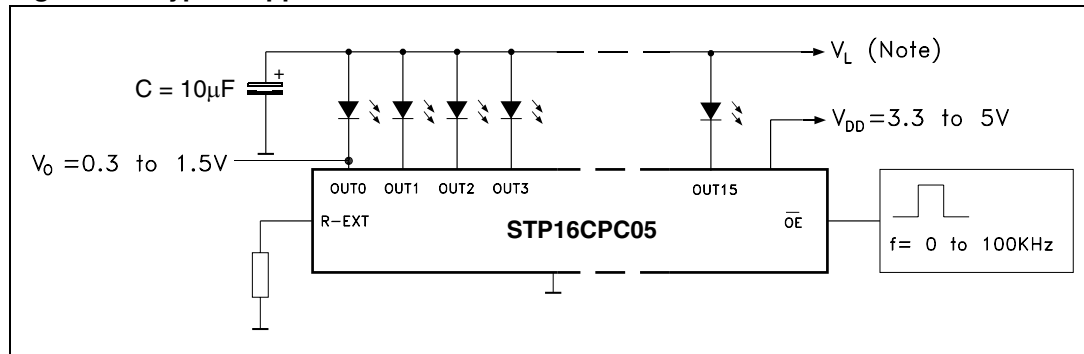 V_L (Note)
C = 10µF
+
V_DD =3.3 to 5V
V_O =0.3 to 1.5V
OUT0 OUT1 OUT2 OUT3 OUT15
R-EXT
STP16CPC05
O̅E̅
f= 0 to 100KHz